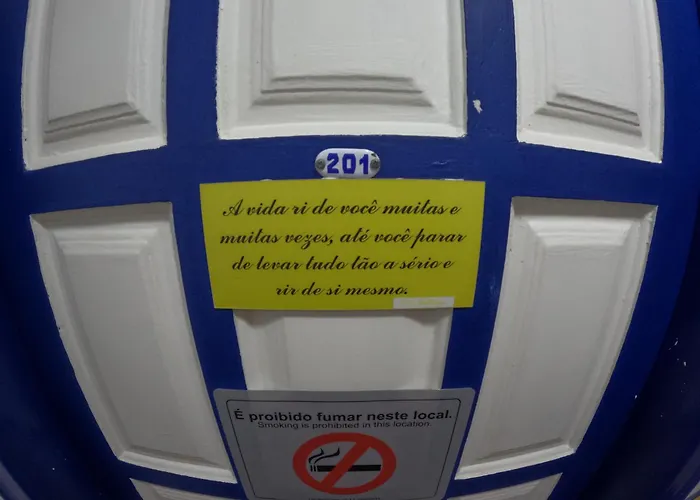 201
A vida ri de você muitas e
muitas vezes, até você parar
de levar tudo tão a sério e
rir de si mesmo.
É proibido fumar neste local.
Smoking is prohibited in this location.